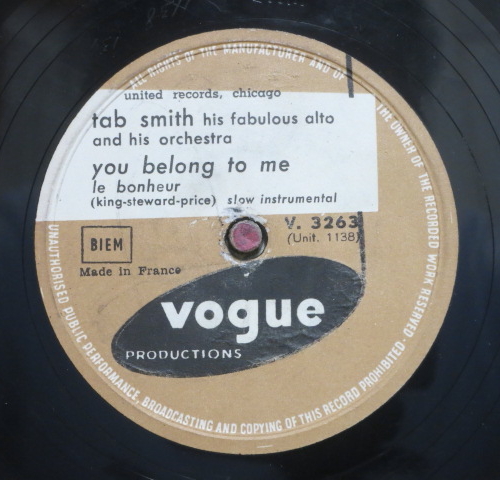 ALL RIGHTS OF THE MANUFACTURER AND OF THE OWNER OF THE RECORDED WORK RESERVED
united records, chicago
tab smith his fabulous alto
and his orchestra
you belong to me
le bonheur
(king-steward-price) slow instrumental
V. 3263
(Unit. 1138)
BIEM
Made in France
vogue
PRODUCTIONS
UNAUTHORISED PUBLIC PERFORMANCE, BROADCASTING AND COPYING OF THIS RECORD PROHIBITED-